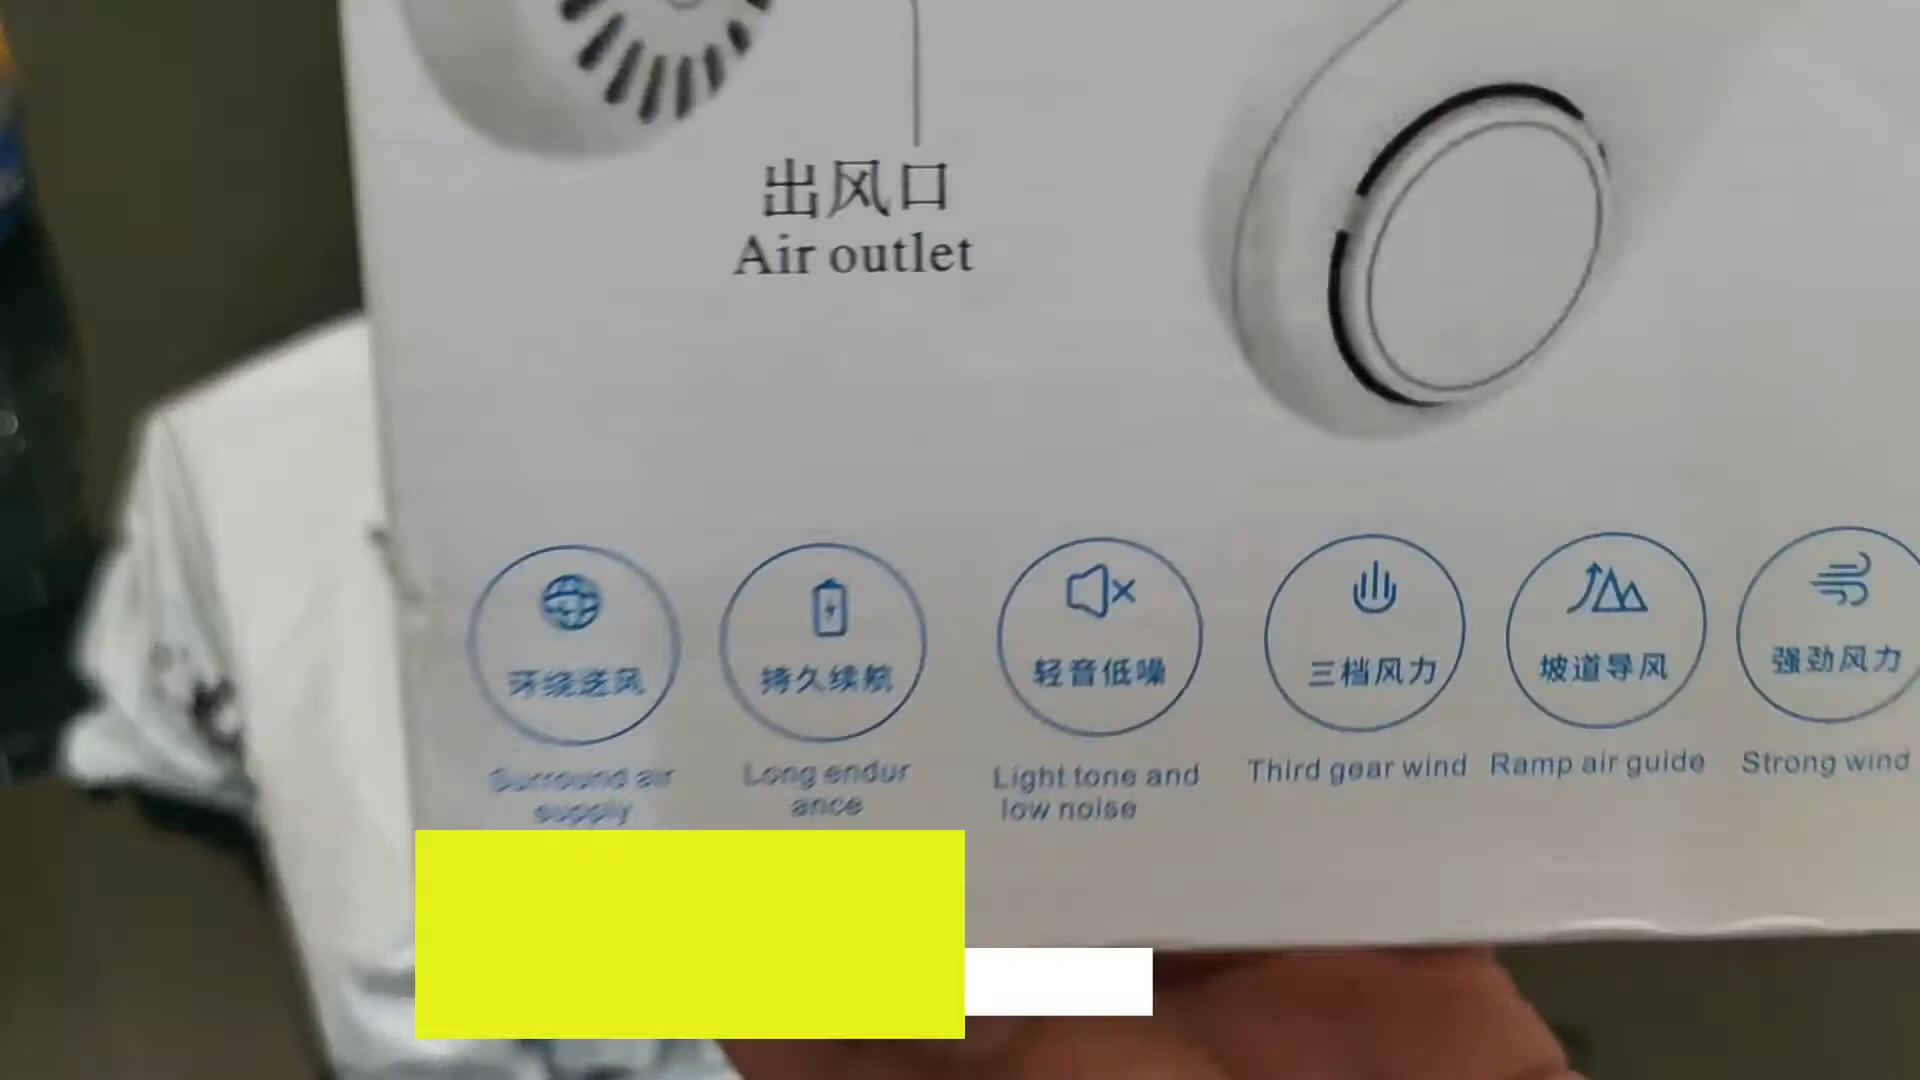 出风口
Air outlet
环绕送风
持久续航
轻音低噪
三档风力
坡道导风
强劲风力
Surround air
supply
Long endur
ance
Light tone and
low noise
Third gear wind
Ramp air guide
Strong wind